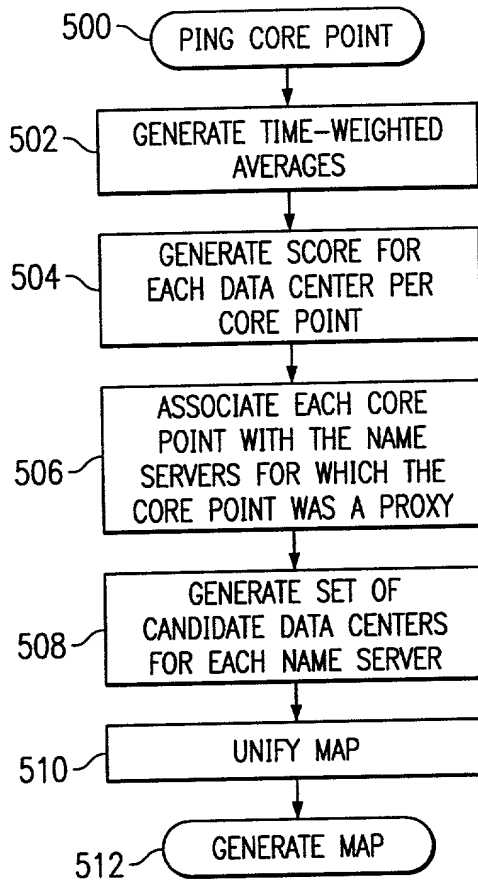 500
PING CORE POINT
502
GENERATE TIME-WEIGHTED
AVERAGES
504
GENERATE SCORE FOR
EACH DATA CENTER PER
CORE POINT
506
ASSOCIATE EACH CORE
POINT WITH THE NAME
SERVERS FOR WHICH THE
CORE POINT WAS A PROXY
508
GENERATE SET OF
CANDIDATE DATA CENTERS
FOR EACH NAME SERVER
510
UNIFY MAP
512
GENERATE MAP